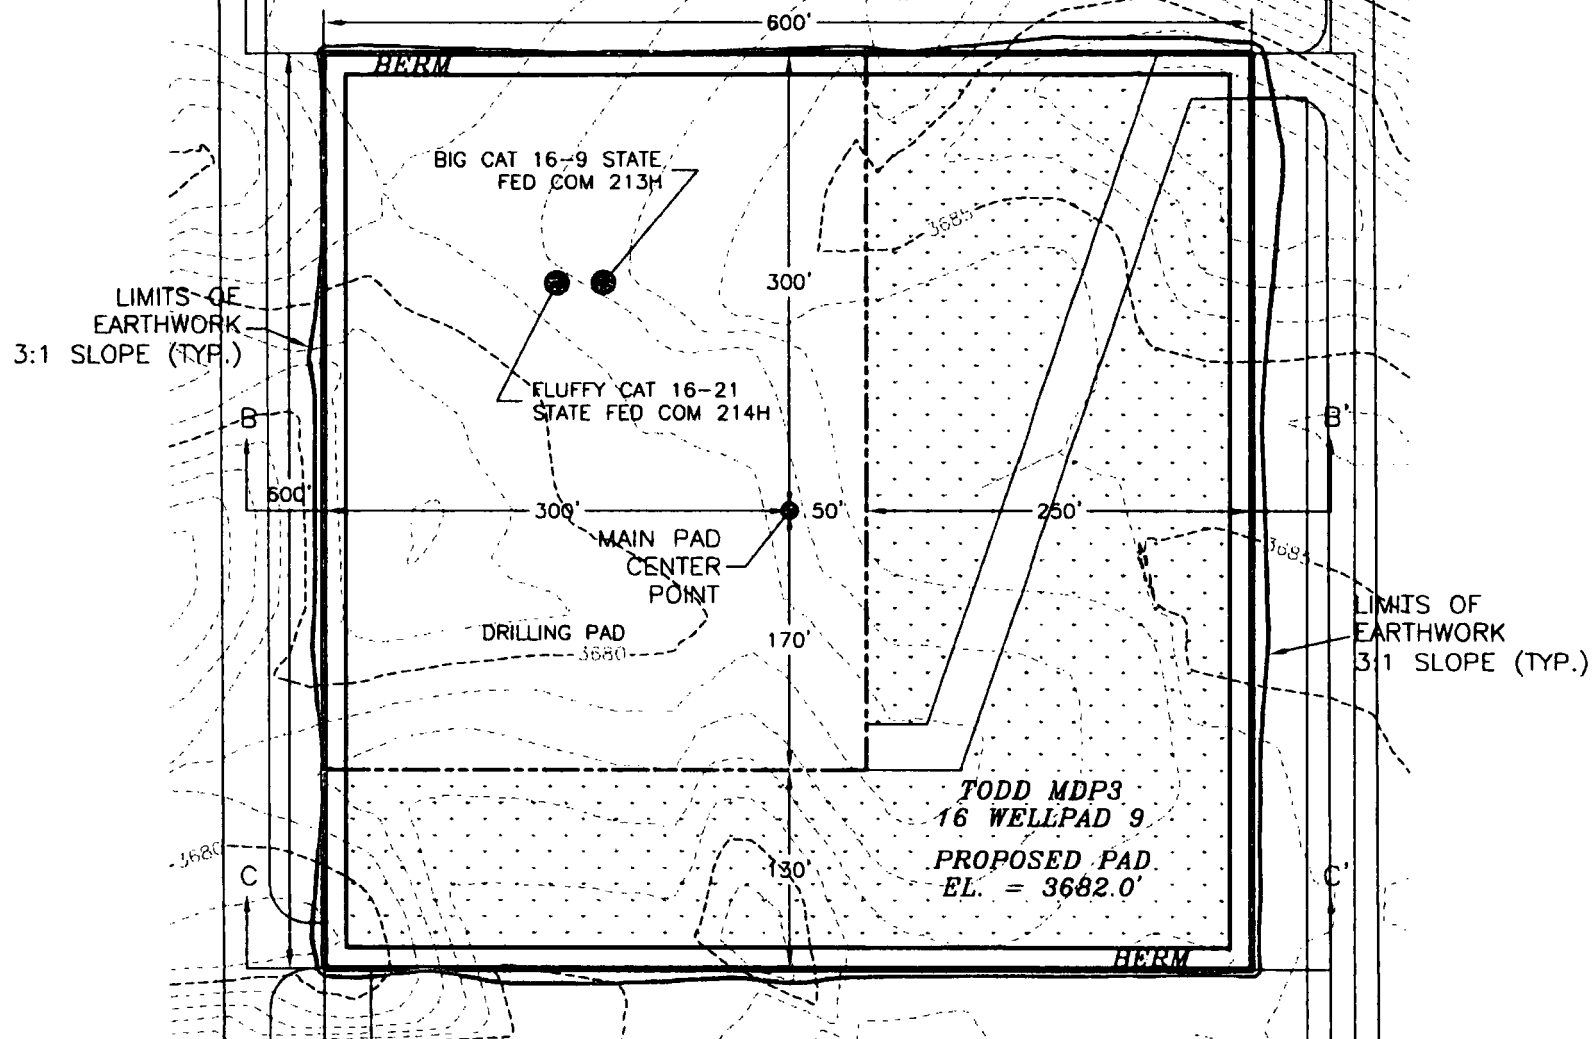 600'
BERM
BIG CAT 16-9 STATE
FED COM 213H
3685
300'
LIMITS OF
EARTHWORK
3:1 SLOPE (TYP.)
FLUFFY CAT 16-21
STATE FED COM 214H
B
B'
600'
300'
50'
250'
MAIN PAD
CENTER
POINT
3685
LIMITS OF
EARTHWORK
3:1 SLOPE (TYP.)
DRILLING PAD
3680
170'
TODD MDP3
16 WELLPAD 9
PROPOSED PAD
EL. = 3682.0'
3680
130'
C
C'
BERM